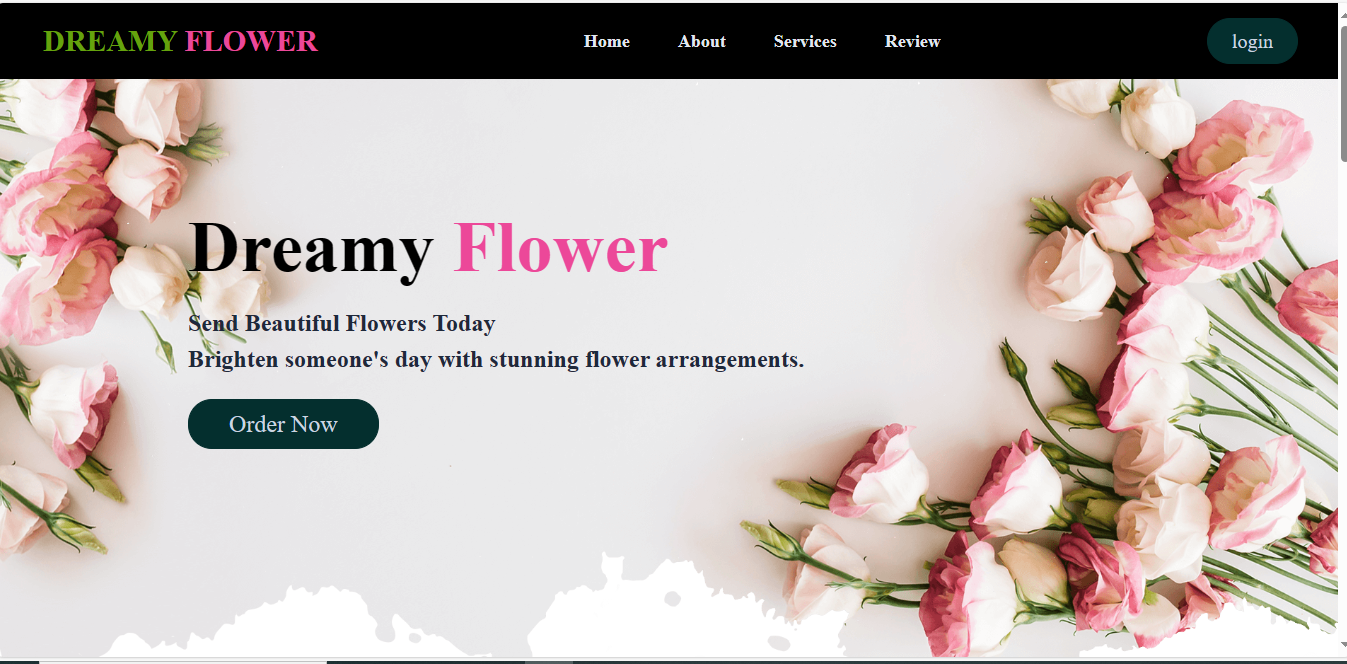 DREAMY FLOWER
Home
About
Services
Review
login
Dreamy Flower
Send Beautiful Flowers Today
Brighten someone's day with stunning flower arrangements.
Order Now